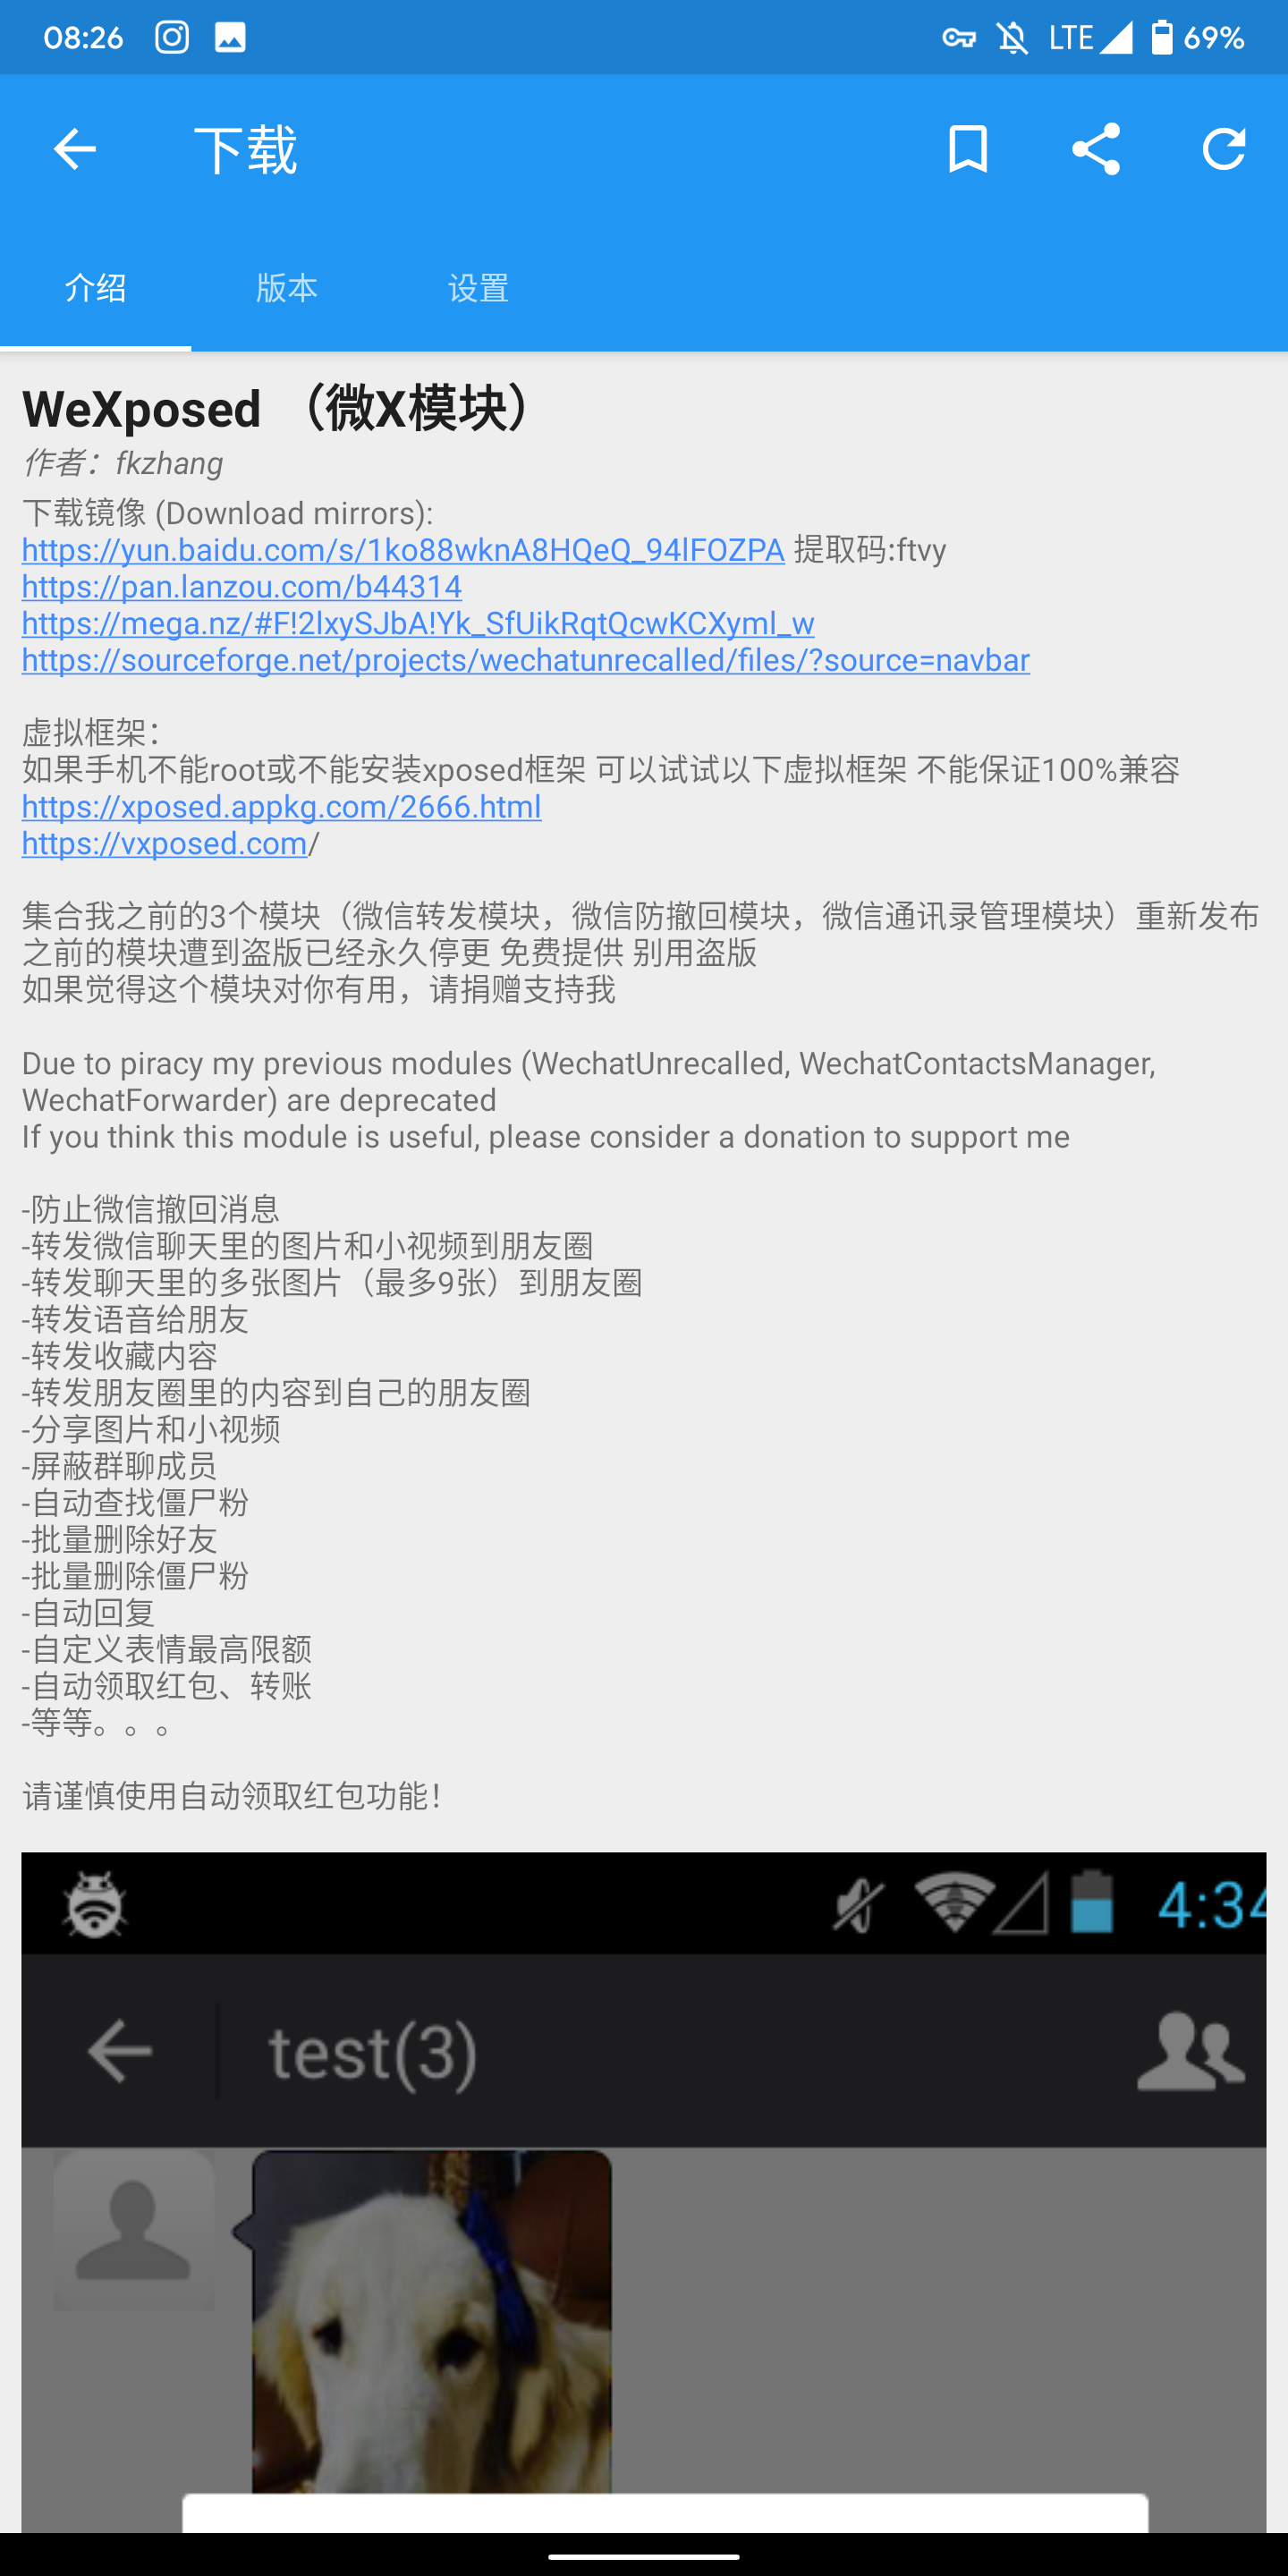 08:26 LTE 69%
下载
介绍 版本 设置
WeXposed （微X模块）
作者：fkzhang
下载镜像 (Download mirrors):
https://yun.baidu.com/s/1ko88wknA8HQeQ_94lFOZPA 提取码:ftvy
https://pan.lanzou.com/b44314
https://mega.nz/#F!2lxySJbA!Yk_SfUikRqtQcwKCXyml_w
https://sourceforge.net/projects/wechatunrecalled/files/?source=navbar
虚拟框架：
如果手机不能root或不能安装xposed框架 可以试试以下虚拟框架 不能保证100%兼容
https://xposed.appkg.com/2666.html
https://vxposed.com/
集合我之前的3个模块（微信转发模块，微信防撤回模块，微信通讯录管理模块）重新发布
之前的模块遭到盗版已经永久停更 免费提供 别用盗版
如果觉得这个模块对你有用，请捐赠支持我
Due to piracy my previous modules (WechatUnrecalled, WechatContactsManager,
WechatForwarder) are deprecated
If you think this module is useful, please consider a donation to support me
-防止微信撤回消息
-转发微信聊天里的图片和小视频到朋友圈
-转发聊天里的多张图片（最多9张）到朋友圈
-转发语音给朋友
-转发收藏内容
-转发朋友圈里的内容到自己的朋友圈
-分享图片和小视频
-屏蔽群聊成员
-自动查找僵尸粉
-批量删除好友
-批量删除僵尸粉
-自动回复
-自定义表情最高限额
-自动领取红包、转账
-等等。。。
请谨慎使用自动领取红包功能！
4:34
test(3)